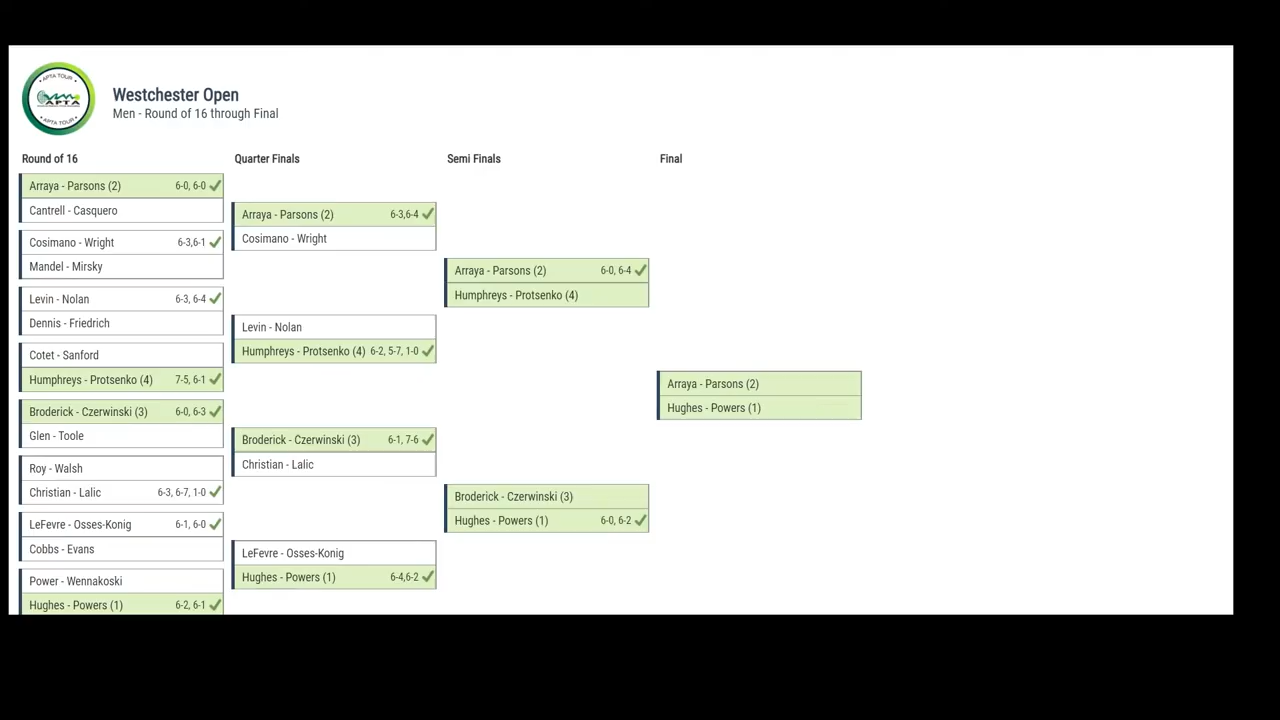 APTA TOUR
APTA
APTA TOUR
Westchester Open
Men - Round of 16 through Final
Round of 16
Quarter Finals
Semi Finals
Final
Arraya - Parsons (2) 6-0, 6-0
Cantrell - Casquero
Cosimano - Wright 6-3,6-1
Mandel - Mirsky
Levin - Nolan 6-3, 6-4
Dennis - Friedrich
Cotet - Sanford
Humphreys - Protsenko (4) 7-5, 6-1
Broderick - Czerwinski (3) 6-0, 6-3
Glen - Toole
Roy - Walsh
Christian - Lalic 6-3, 6-7, 1-0
LeFevre - Osses-Konig 6-1, 6-0
Cobbs - Evans
Power - Wennakoski
Hughes - Powers (1) 6-2, 6-1
Arraya - Parsons (2) 6-3,6-4
Cosimano - Wright
Levin - Nolan
Humphreys - Protsenko (4) 6-2, 5-7, 1-0
Broderick - Czerwinski (3) 6-1, 7-6
Christian - Lalic
LeFevre - Osses-Konig
Hughes - Powers (1) 6-4,6-2
Arraya - Parsons (2) 6-0, 6-4
Humphreys - Protsenko (4)
Broderick - Czerwinski (3)
Hughes - Powers (1) 6-0, 6-2
Arraya - Parsons (2)
Hughes - Powers (1)